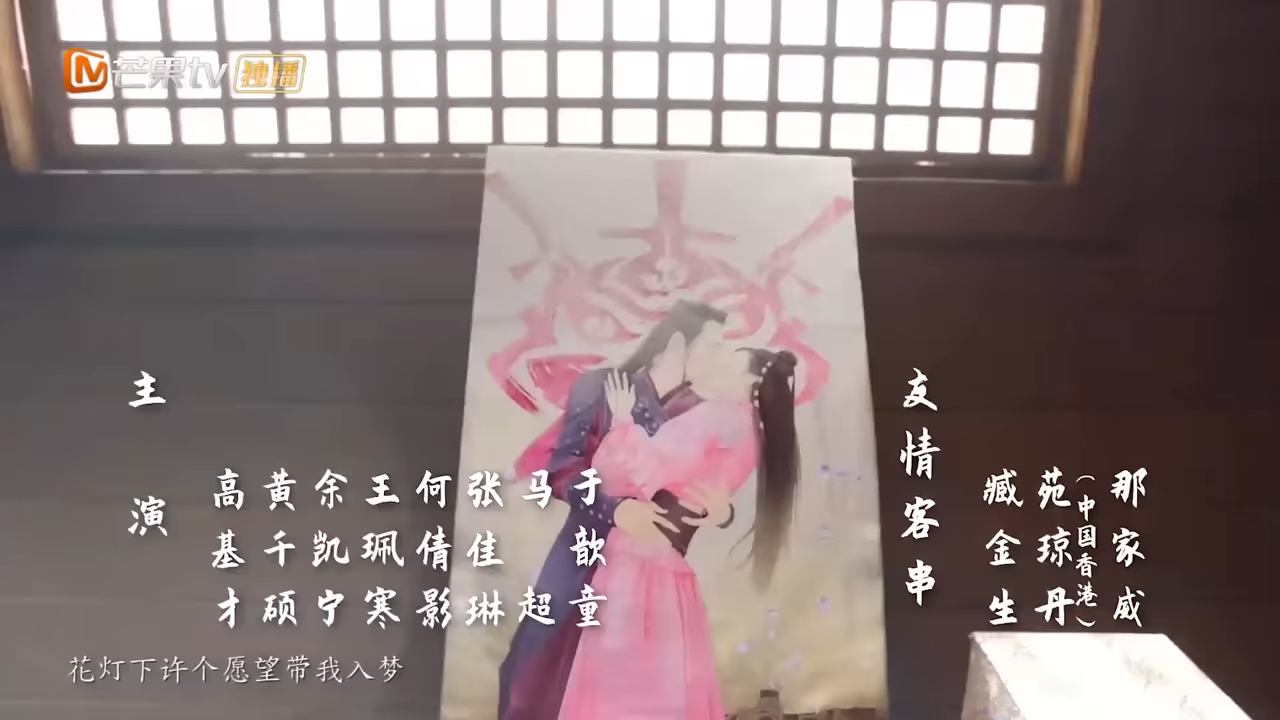 芒果tv 独播
主演
高基才
黄千硕
余凯宁
王珮寒
何倩影
张佳琳
马超
于歆童
友情客串
臧金生
苑琼丹
(中国香港)
那家威
花灯下许个愿望带我入梦